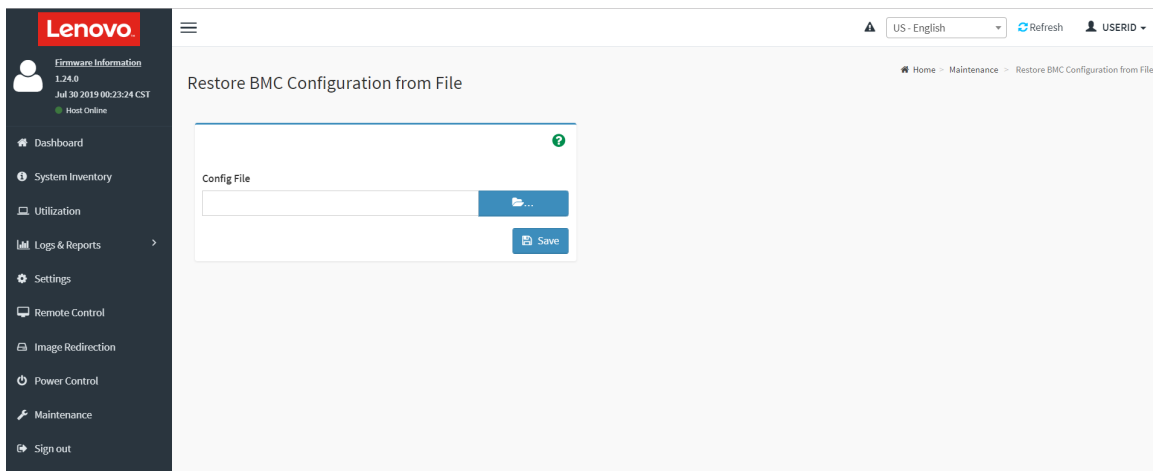 Lenovo
US - English
Refresh
USERID
Firmware Information
1.24.0
Jul 30 2019 00:23:24 CST
Host Online
Restore BMC Configuration from File
Home > Maintenance > Restore BMC Configuration from File
Dashboard
System Inventory
Utilization
Logs & Reports >
Settings
Remote Control
Image Redirection
Power Control
Maintenance
Sign out
?
Config File
...
Save